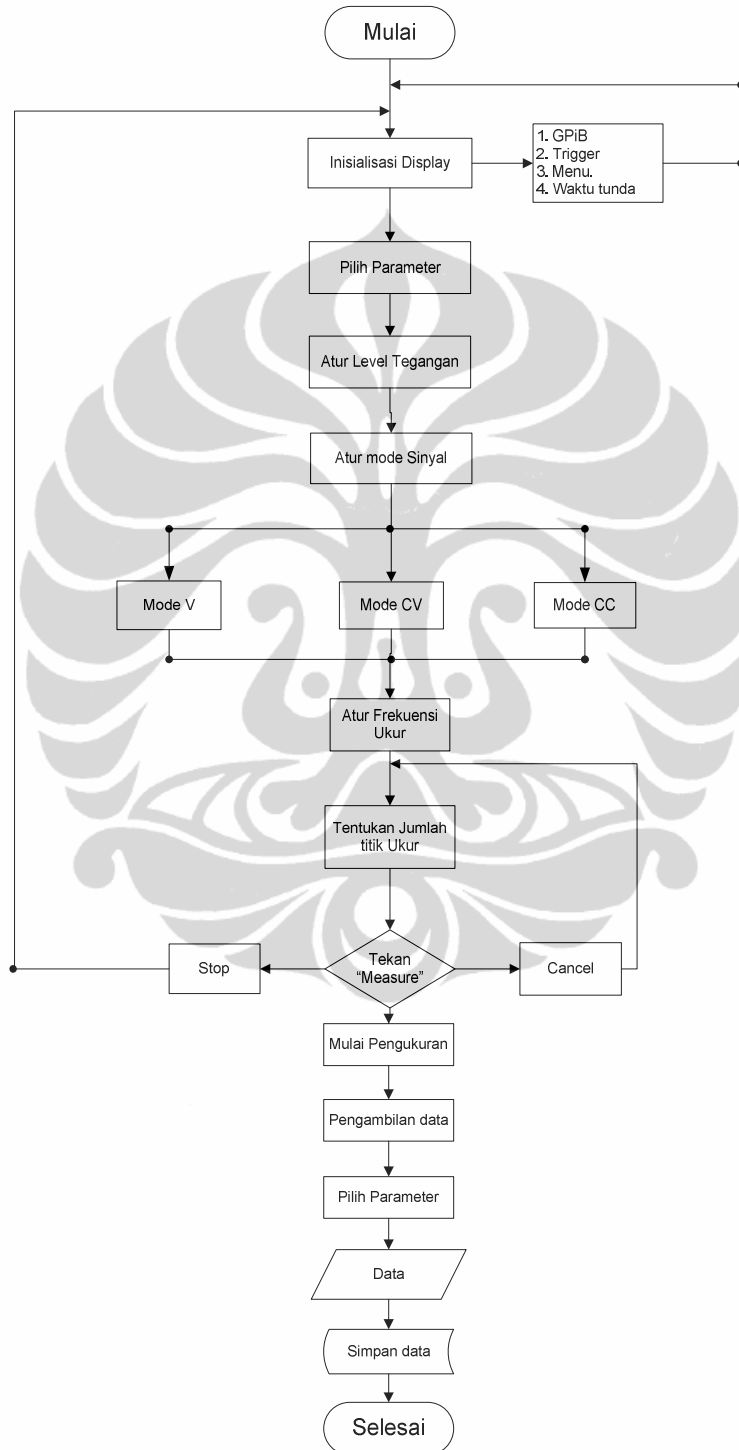 Mulai
Inisialisasi Display
1. GPiB
2. Trigger
3. Menu.
4. Waktu tunda
Pilih Parameter
Atur Level Tegangan
Atur mode Sinyal
Mode V
Mode CV
Mode CC
Atur Frekuensi
Ukur
Tentukan Jumlah
titik Ukur
Stop
Tekan
“Measure”
Cancel
Mulai Pengukuran
Pengambilan data
Pilih Parameter
Data
Simpan data
Selesai